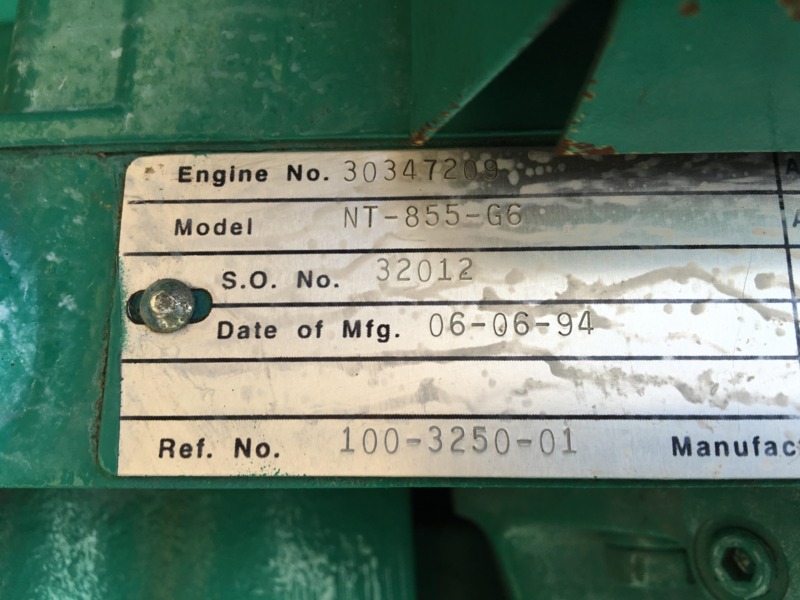 Engine No. 30347209
Model NT-855-G6
S.O. No. 32012
Date of Mfg. 06-06-94
Ref. No. 100-3250-01 Manufact